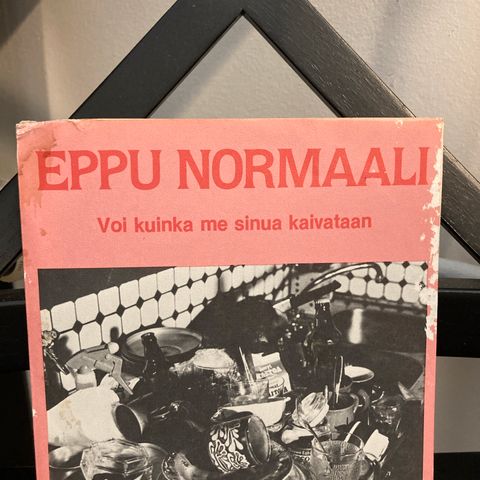 EPPU NORMAALI
Voi kuinka me sinua kaivataan